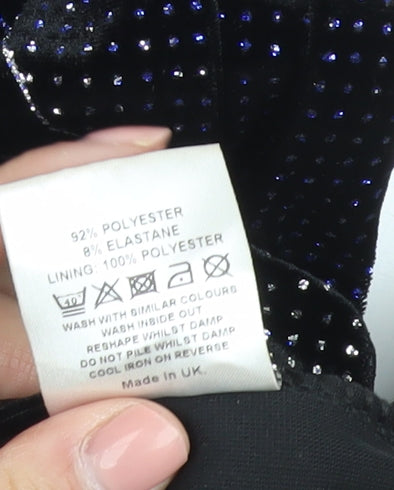 92% POLYESTER
8% ELASTANE
LINING: 100% POLYESTER
40
WASH WITH SIMILAR COLOURS
WASH INSIDE OUT
RESHAPE WHILST DAMP
DO NOT PILE WHILST DAMP
COOL IRON ON REVERSE
Made in UK.